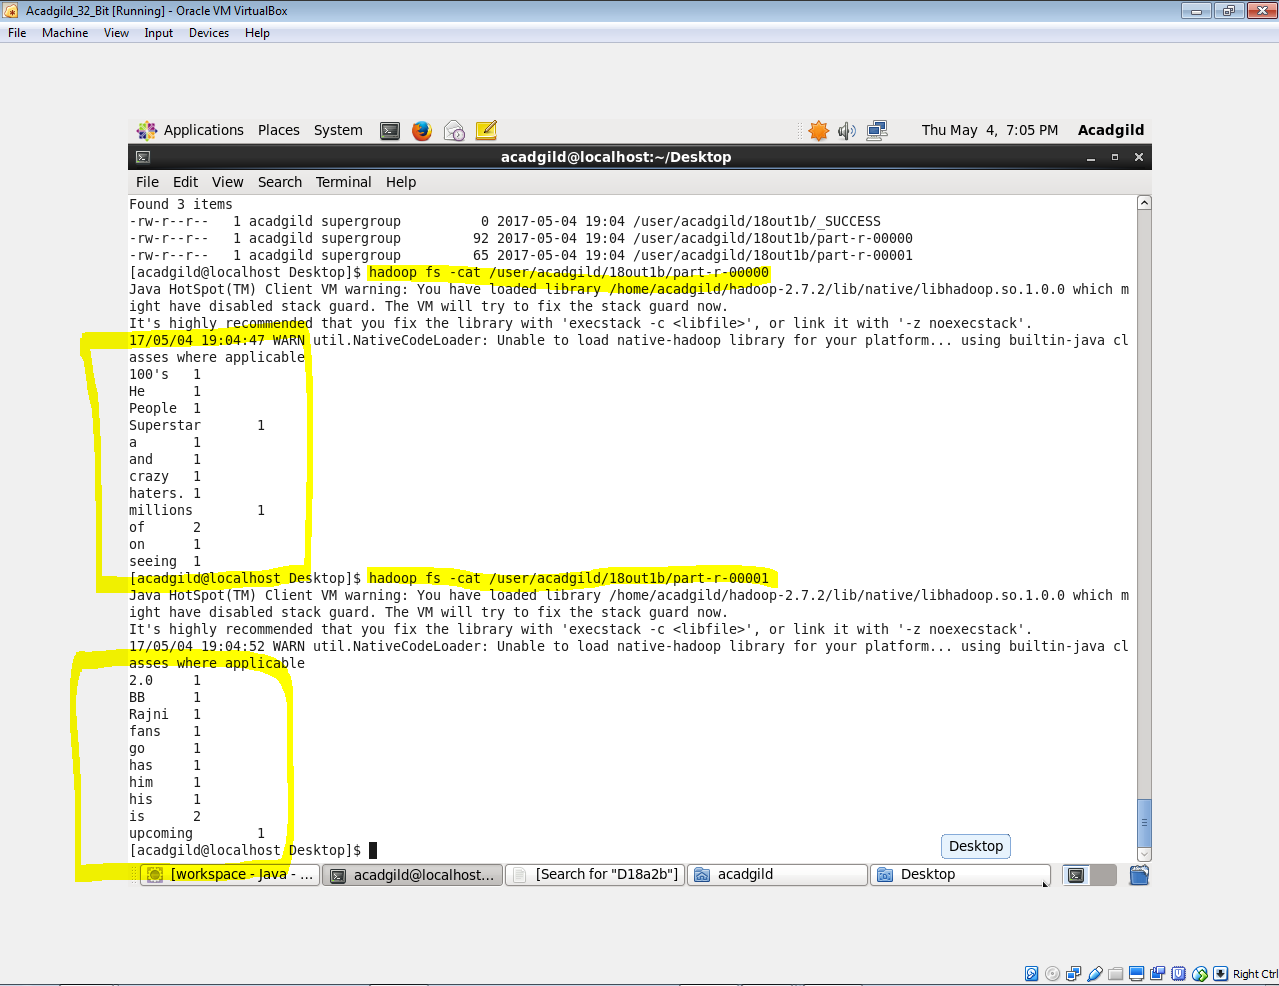 Acadgild_32_Bit [Running] - Oracle VM VirtualBox
File Machine View Input Devices Help
Applications Places System Thu May 4, 7:05 PM Acadgild
acadgild@localhost:~/Desktop
File Edit View Search Terminal Help
Found 3 items
-rw-r--r-- 1 acadgild supergroup 0 2017-05-04 19:04 /user/acadgild/18out1b/_SUCCESS
-rw-r--r-- 1 acadgild supergroup 92 2017-05-04 19:04 /user/acadgild/18out1b/part-r-00000
-rw-r--r-- 1 acadgild supergroup 65 2017-05-04 19:04 /user/acadgild/18out1b/part-r-00001
[acadgild@localhost Desktop]$ hadoop fs -cat /user/acadgild/18out1b/part-r-00000
Java HotSpot(TM) Client VM warning: You have loaded library /home/acadgild/hadoop-2.7.2/lib/native/libhadoop.so.1.0.0 which m
ight have disabled stack guard. The VM will try to fix the stack guard now.
It's highly recommended that you fix the library with 'execstack -c <libfile>', or link it with '-z noexecstack'.
17/05/04 19:04:47 WARN util.NativeCodeLoader: Unable to load native-hadoop library for your platform... using builtin-java cl
asses where applicable
100's 1
He 1
People 1
Superstar 1
a 1
and 1
crazy 1
haters. 1
millions 1
of 2
on 1
seeing 1
[acadgild@localhost Desktop]$ hadoop fs -cat /user/acadgild/18out1b/part-r-00001
Java HotSpot(TM) Client VM warning: You have loaded library /home/acadgild/hadoop-2.7.2/lib/native/libhadoop.so.1.0.0 which m
ight have disabled stack guard. The VM will try to fix the stack guard now.
It's highly recommended that you fix the library with 'execstack -c <libfile>', or link it with '-z noexecstack'.
17/05/04 19:04:52 WARN util.NativeCodeLoader: Unable to load native-hadoop library for your platform... using builtin-java cl
asses where applicable
2.0 1
BB 1
Rajni 1
fans 1
go 1
has 1
him 1
his 1
is 2
upcoming 1
[acadgild@localhost Desktop]$
Desktop
[workspace - Java - ... acadgild@localhost... [Search for "D18a2b"] acadgild Desktop
Right Ctrl